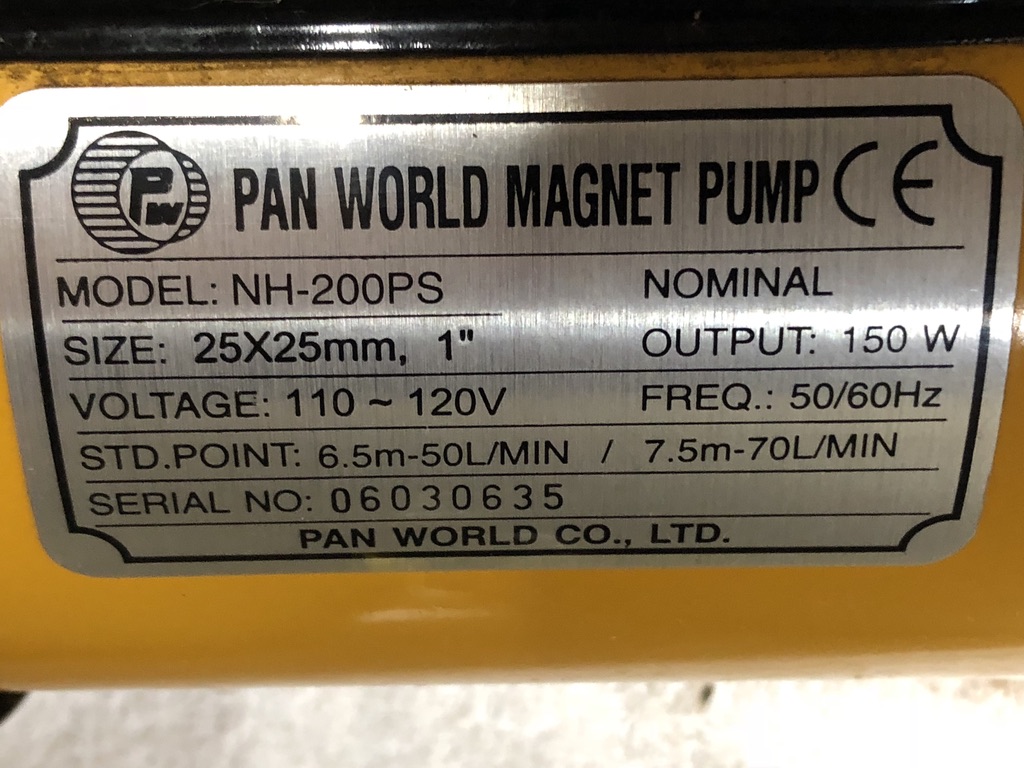 PW PAN WORLD MAGNET PUMP CE
MODEL: NH-200PS NOMINAL
SIZE: 25X25mm, 1" OUTPUT: 150 W
VOLTAGE: 110 ~ 120V FREQ.: 50/60Hz
STD.POINT: 6.5m-50L/MIN / 7.5m-70L/MIN
SERIAL NO: 06030635
PAN WORLD CO., LTD.